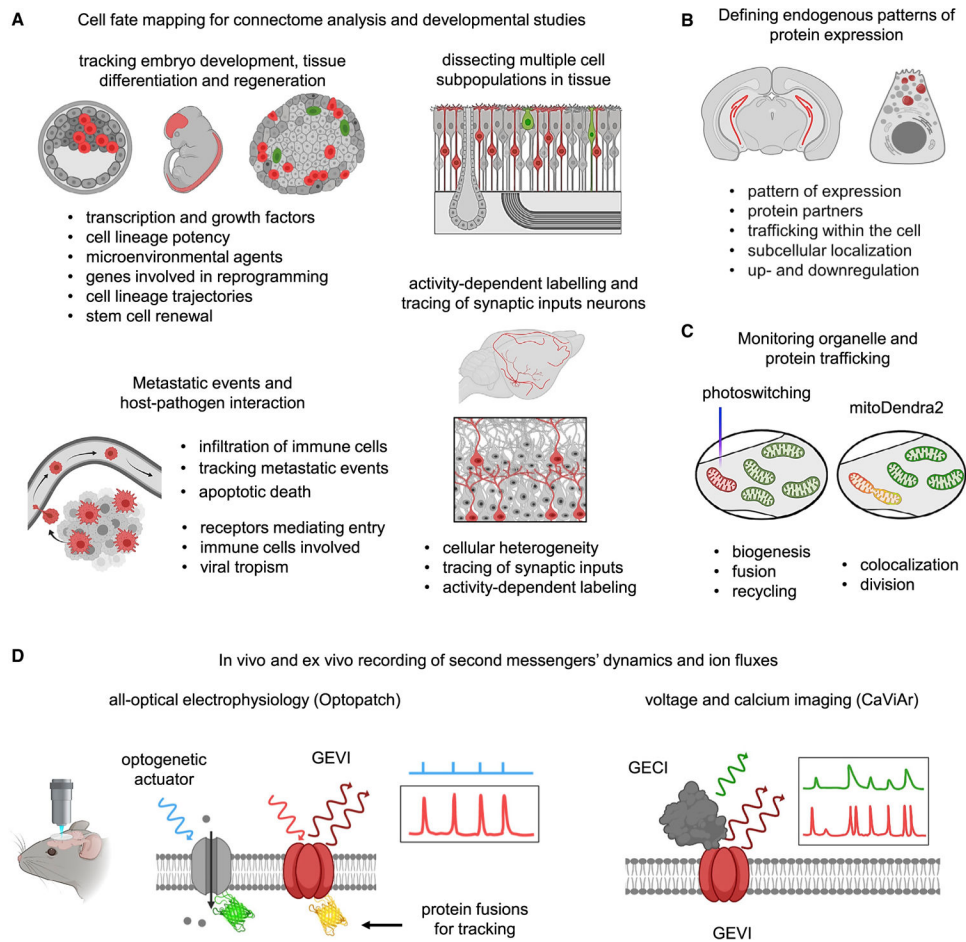 A
Cell fate mapping for connectome analysis and developmental studies
tracking embryo development, tissue
differentiation and regeneration
• transcription and growth factors
• cell lineage potency
• microenvironmental agents
• genes involved in reprogramming
• cell lineage trajectories
• stem cell renewal
dissecting multiple cell
subpopulations in tissue
activity-dependent labelling and
tracing of synaptic inputs neurons
• cellular heterogeneity
• tracing of synaptic inputs
• activity-dependent labeling
Metastatic events and
host-pathogen interaction
• infiltration of immune cells
• tracking metastatic events
• apoptotic death
• receptors mediating entry
• immune cells involved
• viral tropism
B
Defining endogenous patterns of
protein expression
• pattern of expression
• protein partners
• trafficking within the cell
• subcellular localization
• up- and downregulation
C
Monitoring organelle and
protein trafficking
photoswitching
mitoDendra2
• biogenesis
• fusion
• recycling
• colocalization
• division
D
In vivo and ex vivo recording of second messengers' dynamics and ion fluxes
all-optical electrophysiology (Optopatch)
optogenetic
actuator
GEVI
protein fusions
for tracking
voltage and calcium imaging (CaViAr)
GECI
GEVI